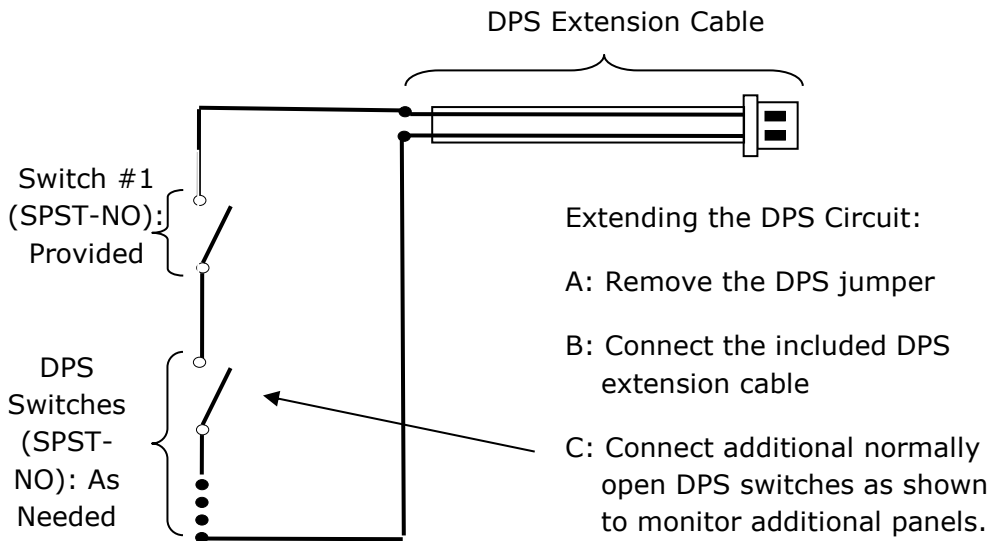 DPS Extension Cable
Switch #1
(SPST-NO):
Provided
DPS
Switches
(SPST-
NO): As
Needed
Extending the DPS Circuit:
A: Remove the DPS jumper
B: Connect the included DPS
extension cable
C: Connect additional normally
open DPS switches as shown
to monitor additional panels.